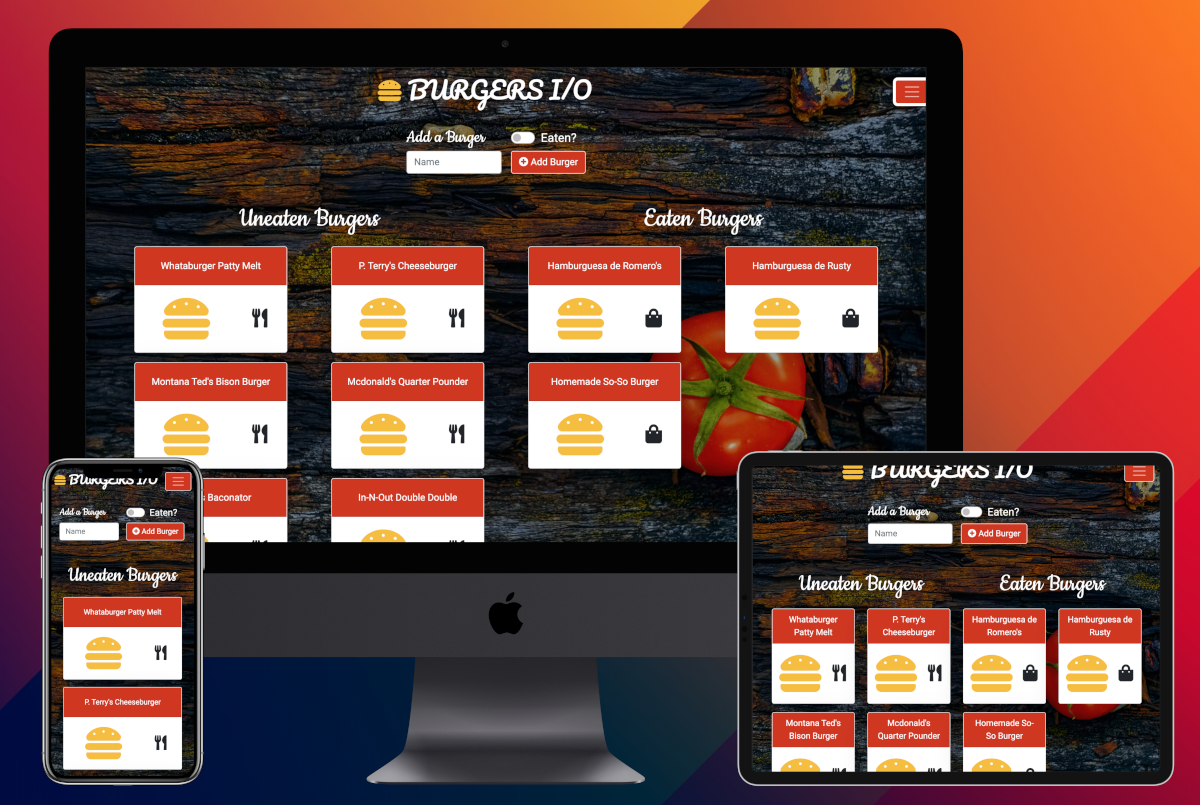 BURGERS I/O
Add a Burger
Eaten?
Name
Add Burger
Uneaten Burgers
Eaten Burgers
Whataburger Patty Melt
P. Terry's Cheeseburger
Hamburguesa de Romero's
Hamburguesa de Rusty
Montana Ted's Bison Burger
Mcdonald's Quarter Pounder
Homemade So-So Burger
Baconator
In-N-Out Double Double
BURGERS I/O
Add a Burger
Eaten?
Name
Add Burger
Uneaten Burgers
Whataburger Patty Melt
P. Terry's Cheeseburger
BURGERS I/O
Add a Burger
Eaten?
Name
Add Burger
Uneaten Burgers
Eaten Burgers
Whataburger
Patty Melt
P. Terry's
Cheeseburger
Hamburguesa de
Romero's
Hamburguesa de
Rusty
Montana Ted's
Bison Burger
Mcdonald's
Quarter Pounder
Homemade So-
So Burger